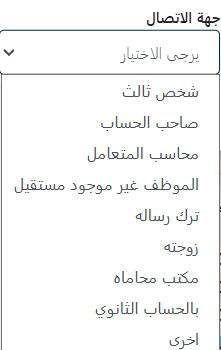 جهة الاتصال
يرجى الاختيار
شخص ثالث
صاحب الحساب
محاسب المتعامل
الموظف غير موجود مستقيل
ترك رساله
زوجته
مكتب محاماه
بالحساب الثانوي
اخرى